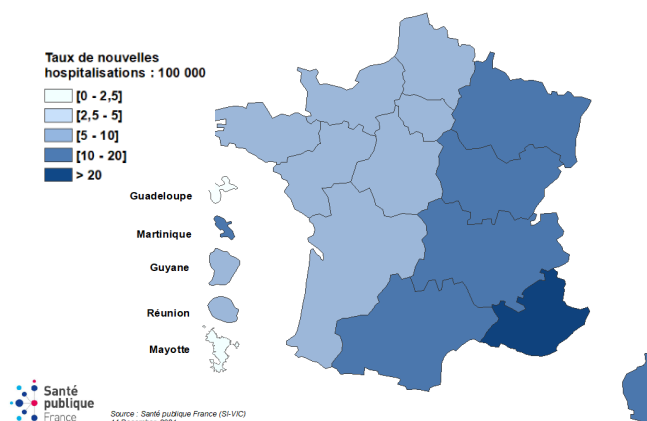 Taux de nouvelles
hospitalisations : 100 000
[0 - 2,5]
[2,5 - 5]
[5 - 10]
[10 - 20]
> 20
Guadeloupe
Martinique
Guyane
Réunion
Mayotte
Santé
publique
France
Source : Santé publique France (SI-VIC)